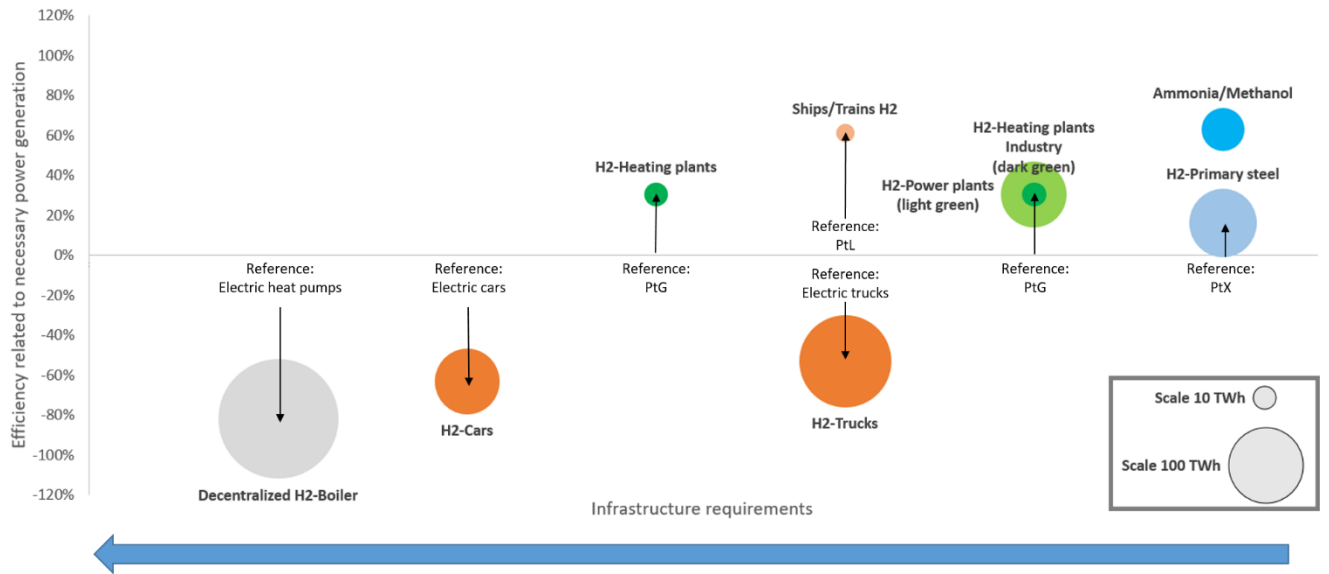 Efficiency related to necessary power generation
120%
100%
80%
60%
40%
20%
0%
-20%
-40%
-60%
-80%
-100%
-120%
Ammonia/Methanol
Ships/Trains H2
H2-Heating plants
Industry
(dark green)
H2-Heating plants
H2-Primary steel
H2-Power plants
(light green)
Reference:
PtL
Reference:
Electric heat pumps
Reference:
Electric cars
Reference:
PtG
Reference:
Electric trucks
Reference:
PtG
Reference:
PtX
H2-Cars
H2-Trucks
Decentralized H2-Boiler
Scale 10 TWh
Scale 100 TWh
Infrastructure requirements